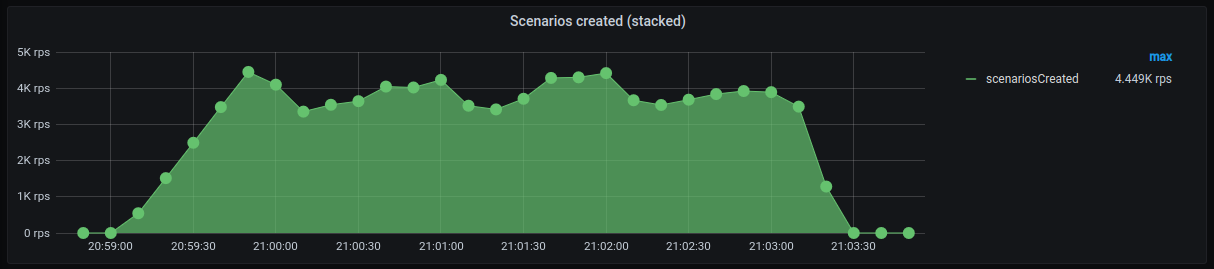 Scenarios created (stacked)
5K rps
4K rps
3K rps
2K rps
1K rps
0 rps
20:59:00 20:59:30 21:00:00 21:00:30 21:01:00 21:01:30 21:02:00 21:02:30 21:03:00 21:03:30
max
scenariosCreated 4.449K rps